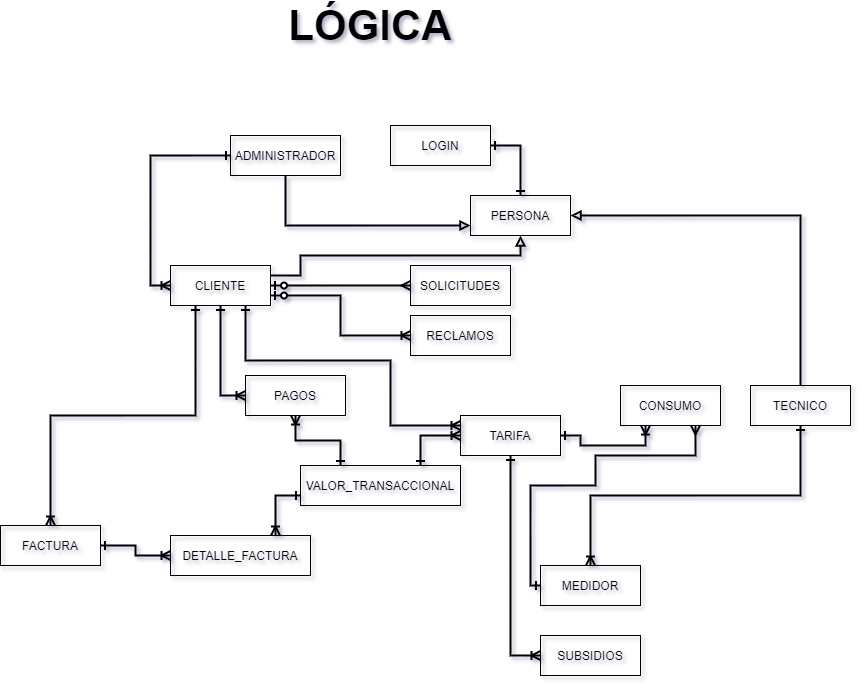 LÓGICA
LOGIN
ADMINISTRADOR
PERSONA
CLIENTE
SOLICITUDES
RECLAMOS
PAGOS
CONSUMO
TECNICO
TARIFA
VALOR_TRANSACCIONAL
FACTURA
DETALLE_FACTURA
MEDIDOR
SUBSIDIOS